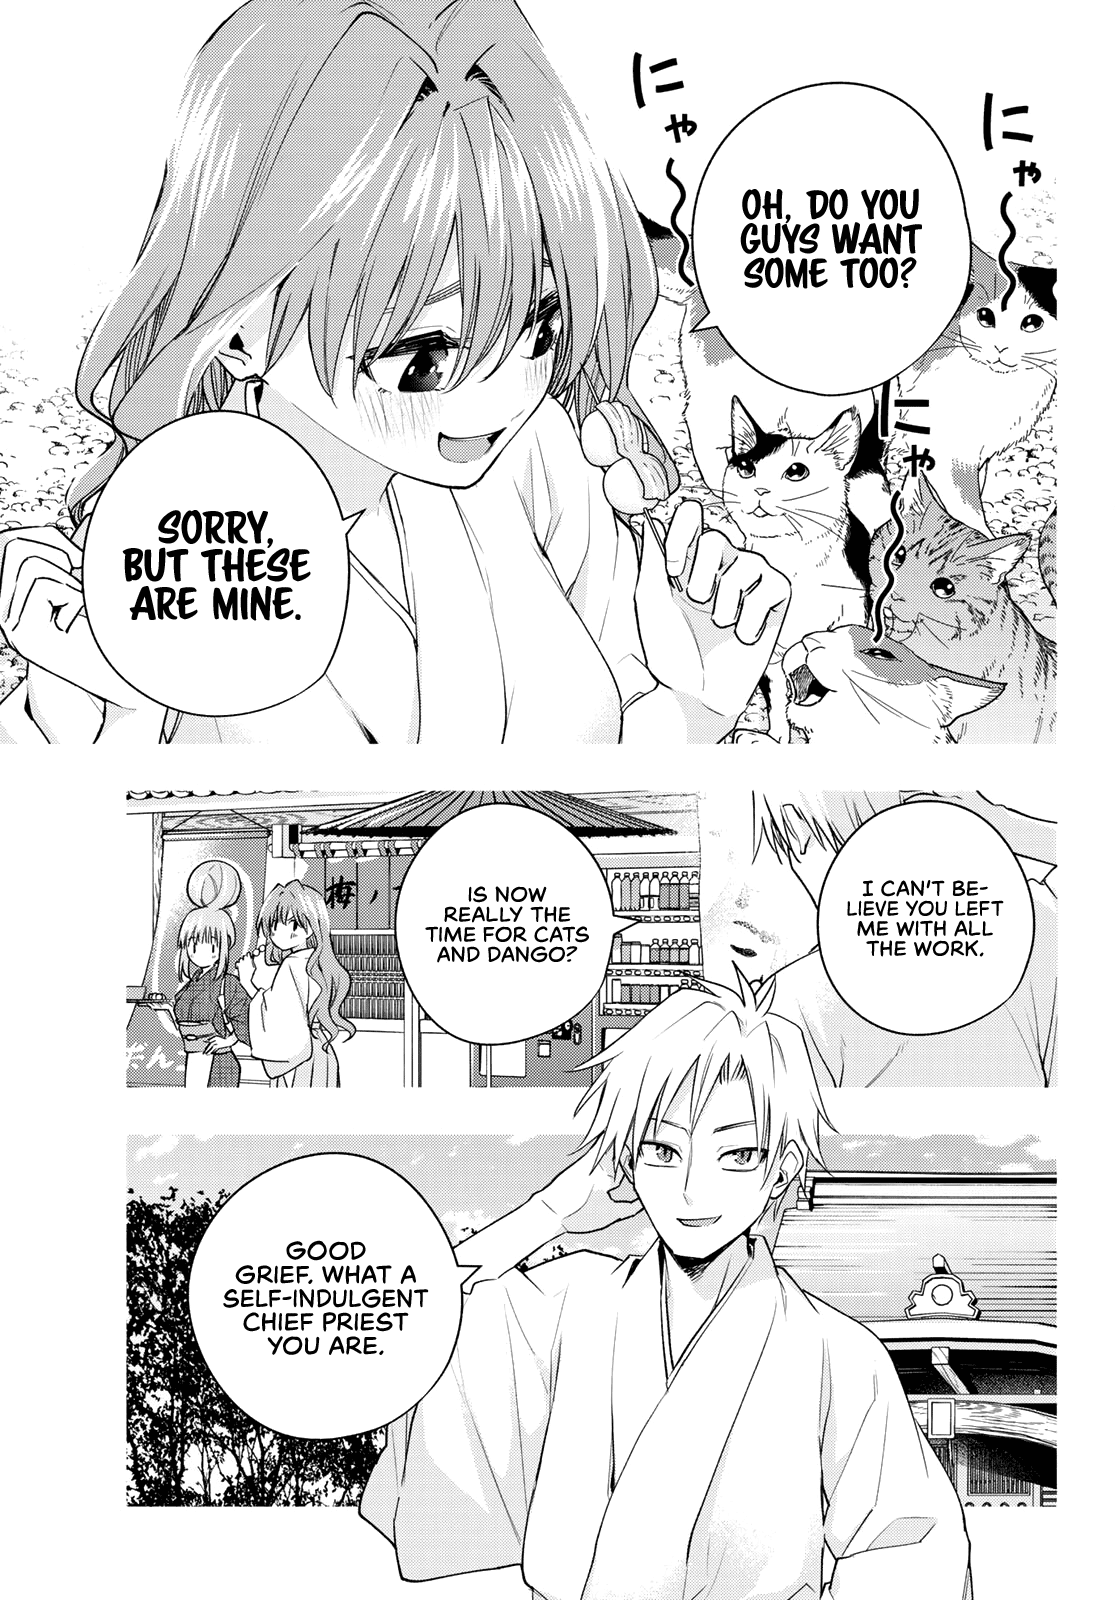 にゃ〜
OH, DO YOU
GUYS WANT
SOME TOO?
にゃ〜
にゃ〜
SORRY,
BUT THESE
ARE MINE.
I CAN'T BE-
LIEVE YOU LEFT
ME WITH ALL
THE WORK.
IS NOW
REALLY THE
TIME FOR CATS
AND DANGO?
梅ノ
GOOD
GRIEF. WHAT A
SELF-INDULGENT
CHIEF PRIEST
YOU ARE.